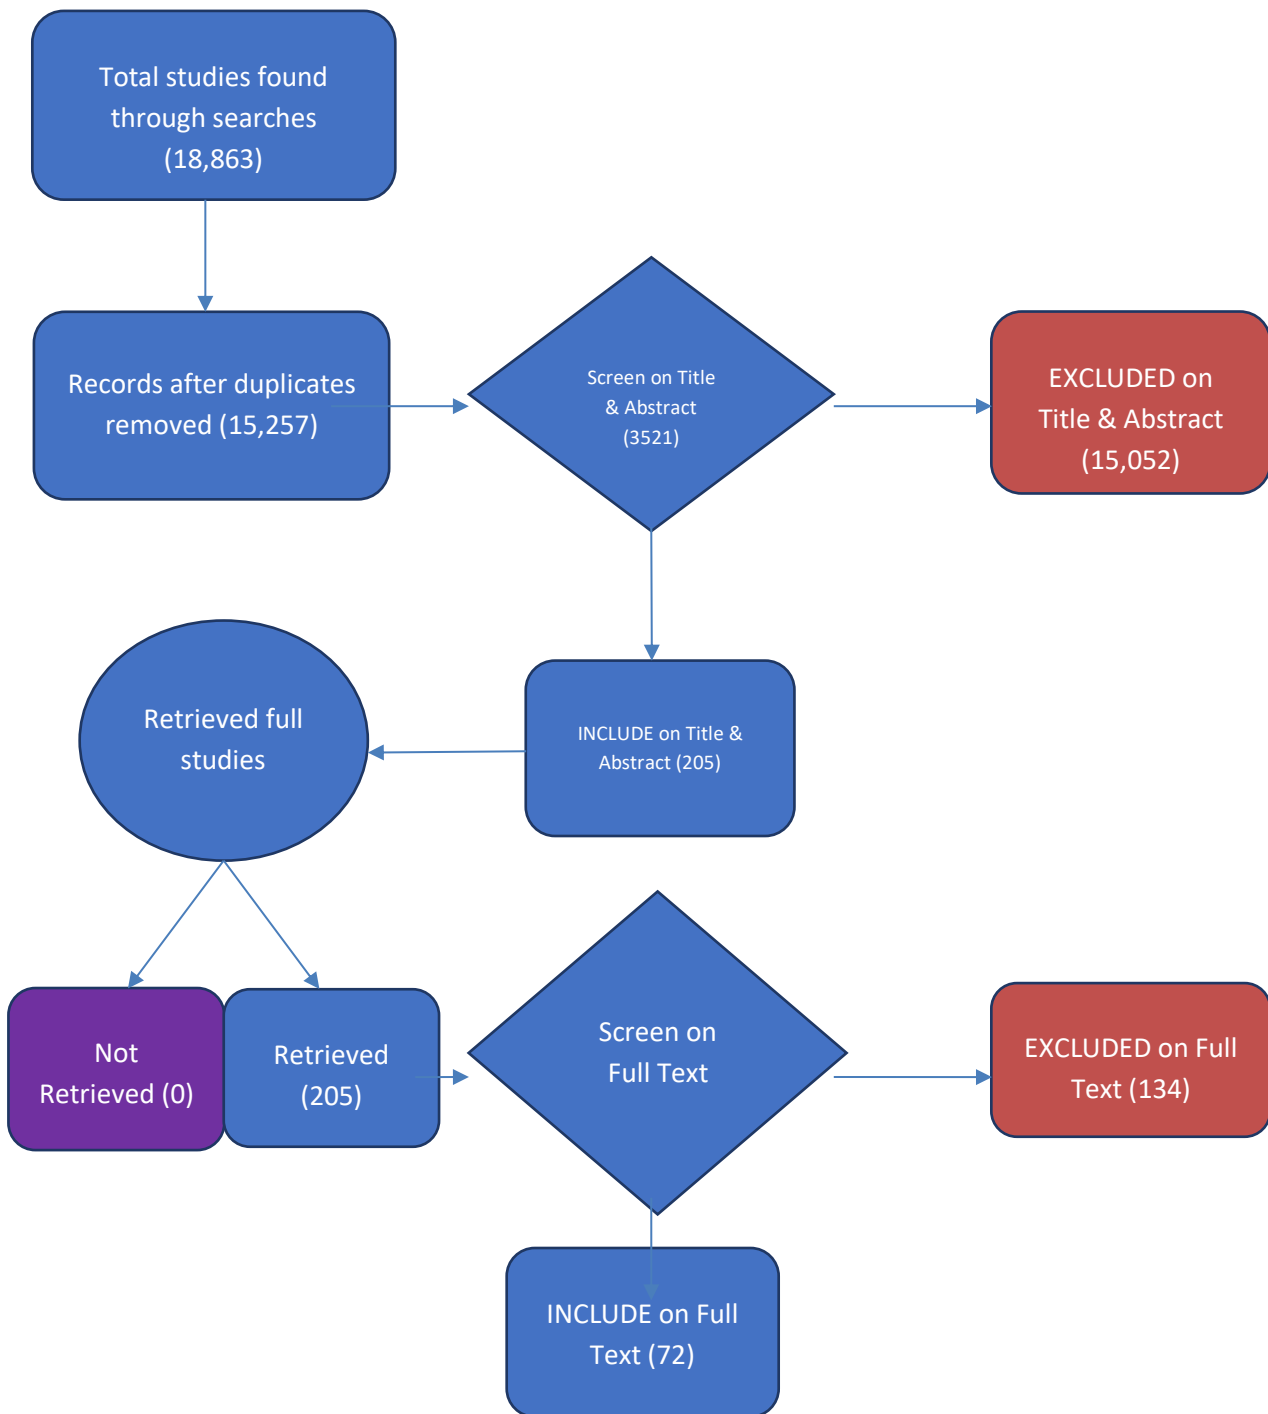 Total studies found
through searches
(18,863)
Records after duplicates
removed (15,257)
Screen on Title
& Abstract
(3521)
EXCLUDED on
Title & Abstract
(15,052)
INCLUDE on Title &
Abstract (205)
Retrieved full
studies
Not
Retrieved (0)
Retrieved
(205)
Screen on
Full Text
EXCLUDED on Full
Text (134)
INCLUDE on Full
Text (72)